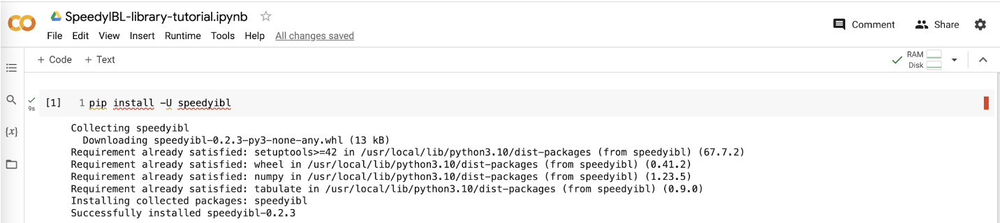 SpeedyIBL-library-tutorial.ipynb
File Edit View Insert Runtime Tools Help All changes saved
Comment Share
+ Code + Text
RAM
Disk
{x}
9s
[1] 1 pip install -U speedyibl
Collecting speedyibl
Downloading speedyibl-0.2.3-py3-none-any.whl (13 kB)
Requirement already satisfied: setuptools>=42 in /usr/local/lib/python3.10/dist-packages (from speedyibl) (67.7.2)
Requirement already satisfied: wheel in /usr/local/lib/python3.10/dist-packages (from speedyibl) (0.41.2)
Requirement already satisfied: numpy in /usr/local/lib/python3.10/dist-packages (from speedyibl) (1.23.5)
Requirement already satisfied: tabulate in /usr/local/lib/python3.10/dist-packages (from speedyibl) (0.9.0)
Installing collected packages: speedyibl
Successfully installed speedyibl-0.2.3